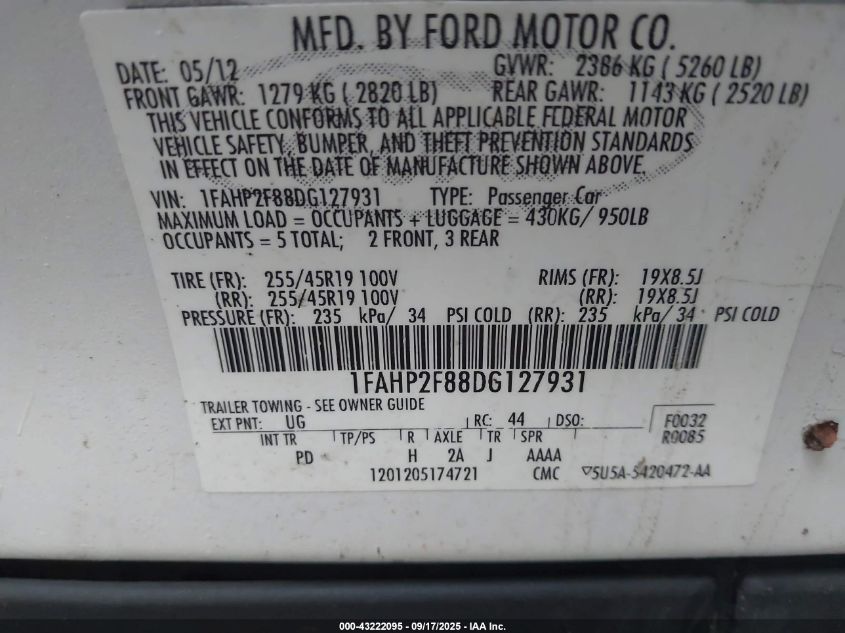 MFD. BY FORD MOTOR CO.
DATE: 05/12 GVWR: 2386 KG ( 5260 LB)
FRONT GAWR: 1279 KG ( 2820 LB) REAR GAWR: 1143 KG ( 2520 LB)
THIS VEHICLE CONFORMS TO ALL APPLICABLE FEDERAL MOTOR
VEHICLE SAFETY, BUMPER, AND THEFT PREVENTION STANDARDS
IN EFFECT ON THE DATE OF MANUFACTURE SHOWN ABOVE.
VIN: 1FAHP2F88DG127931 TYPE: Passenger Car
MAXIMUM LOAD = OCCUPANTS + LUGGAGE = 430KG/ 950LB
OCCUPANTS = 5 TOTAL; 2 FRONT, 3 REAR
TIRE (FR): 255/45R19 100V RIMS (FR): 19X8.5J
(RR): 255/45R19 100V (RR): 19X8.5J
PRESSURE (FR): 235 kPa/ 34 PSI COLD (RR): 235 kPa/ 34 PSI COLD
1FAHP2F88DG127931
TRAILER TOWING - SEE OWNER GUIDE
EXT PNT: UG RC: 44 DSO: F0032
INT TR TP/PS R AXLE TR SPR R0085
PD H 2A J AAAA
1201205174721 CMC ▽5U5A-5420472-AA
000-43222095 - 09/17/2025 - IAA Inc.